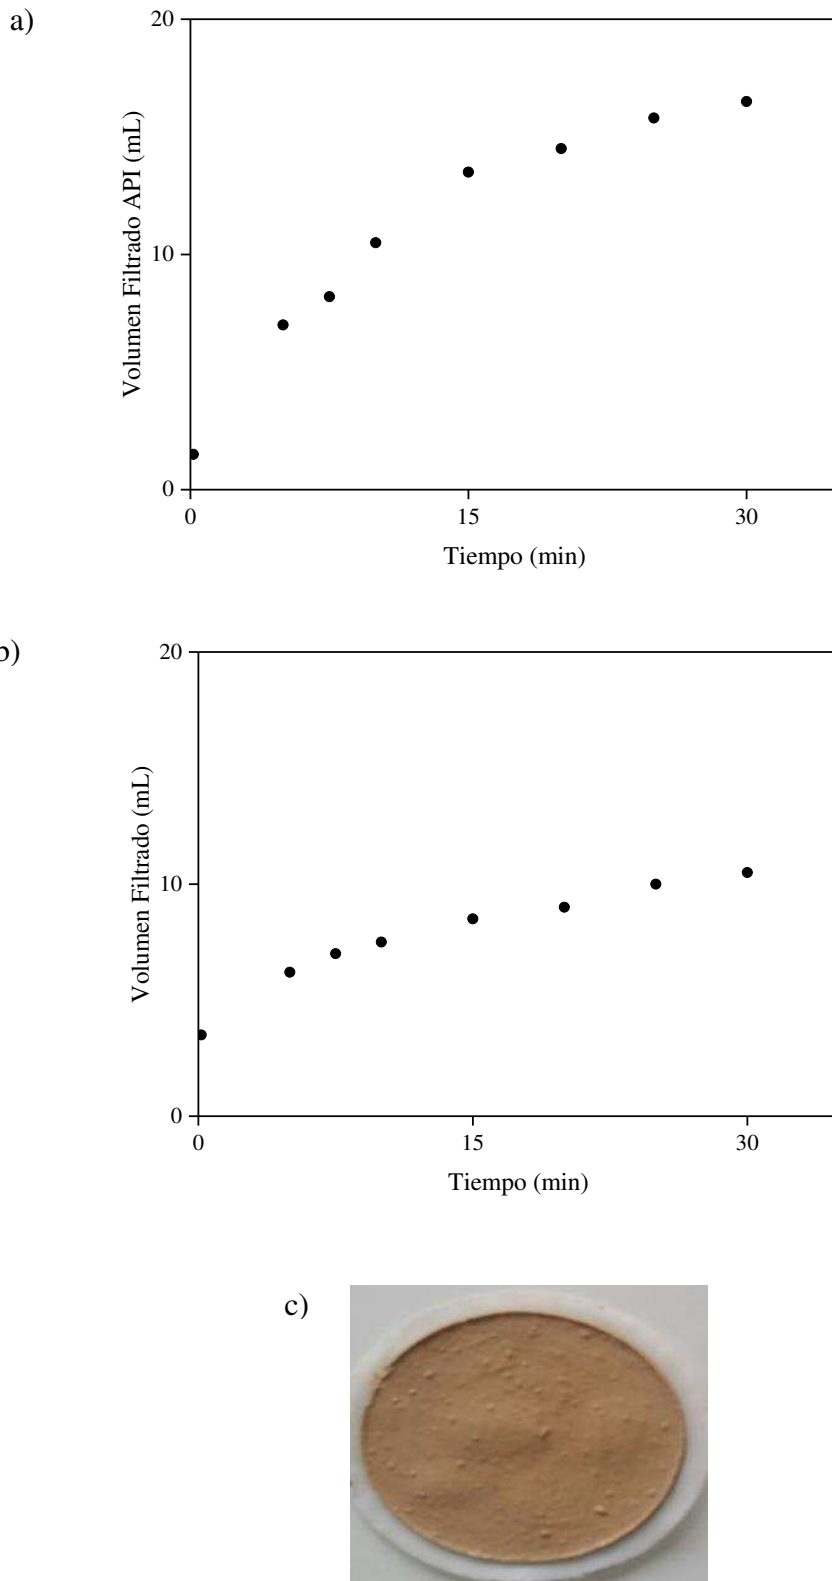 a)
20
10
0
Volumen Filtrado API (mL)
0 15 30
Tiempo (min)
b)
20
10
0
Volumen Filtrado (mL)
0 15 30
Tiempo (min)
c)